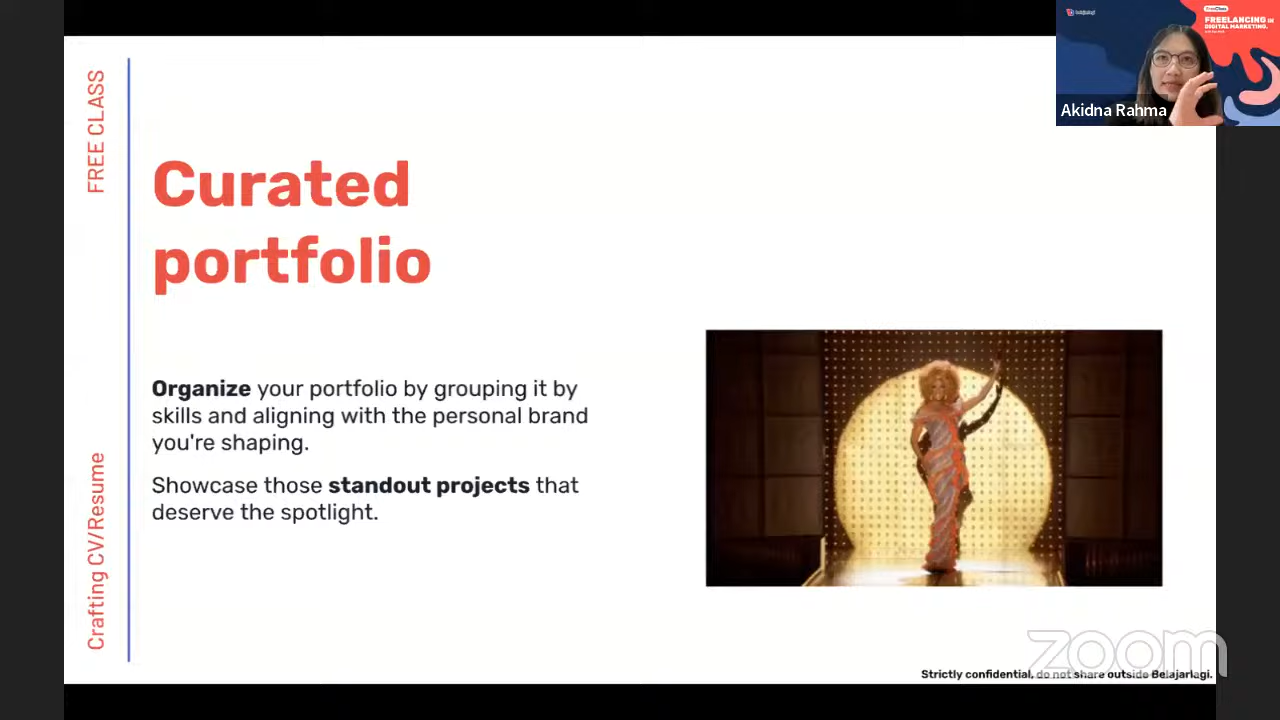 FREE CLASS
Crafting CV/Resume
Curated
portfolio
Organize your portfolio by grouping it by
skills and aligning with the personal brand
you're shaping.
Showcase those standout projects that
deserve the spotlight.
belajarlagi
FreeClass
FREELANCING IN
DIGITAL MARKETING.
Akidna Rahma
zoom
Strictly confidential, do not share outside Belajarlagi.